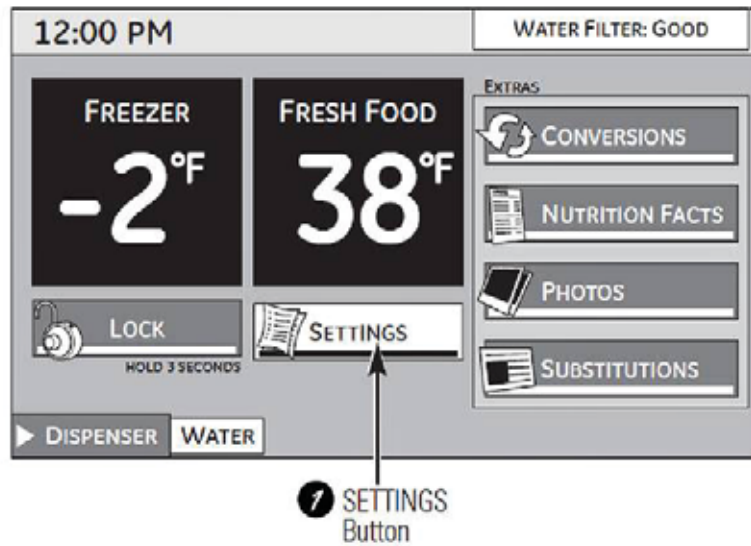 12:00 PM
WATER FILTER: GOOD
FREEZER
-2°F
FRESH FOOD
38°F
EXTRAS
CONVERSIONS
NUTRITION FACTS
PHOTOS
SUBSTITUTIONS
LOCK
HOLD 3 SECONDS
SETTINGS
DISPENSER
WATER
1 SETTINGS
Button